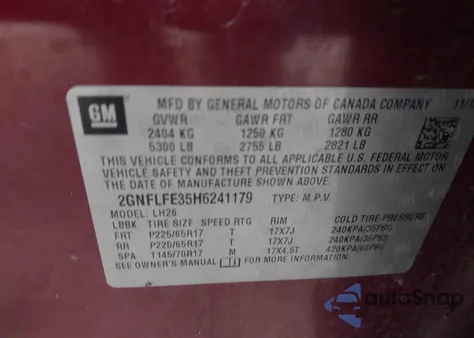 GM MFD BY GENERAL MOTORS OF CANADA COMPANY
GVWR GAWR FRT GAWR RR
2404 KG 1250 KG 1280 KG
5300 LB 2755 LB 2821 LB
THIS VEHICLE CONFORMS TO ALL APPLICABLE U.S. FEDERAL MOTOR
VEHICLE SAFETY AND THEFT PREVENTION STANDARDS IN EFFECT ON
THE DATE OF MANUFACTURE SHOWN ABOVE.
2GNFLFE35H6241179 TYPE: M.P.V.
MODEL: LH26
LBBK TIRE SIZE SPEED RTG RIM COLD TIRE PRESSURE
FRT P225/65R17 T 17X7J 240KPA(35PSI)
RR P225/65R17 T 17X7J 240KPA(35PSI)
SPA T145/70R17 M 17X4.5T 420KPA(60PSI)
SEE OWNER'S MANUAL FOR MORE INFORMATION.
autoSnap